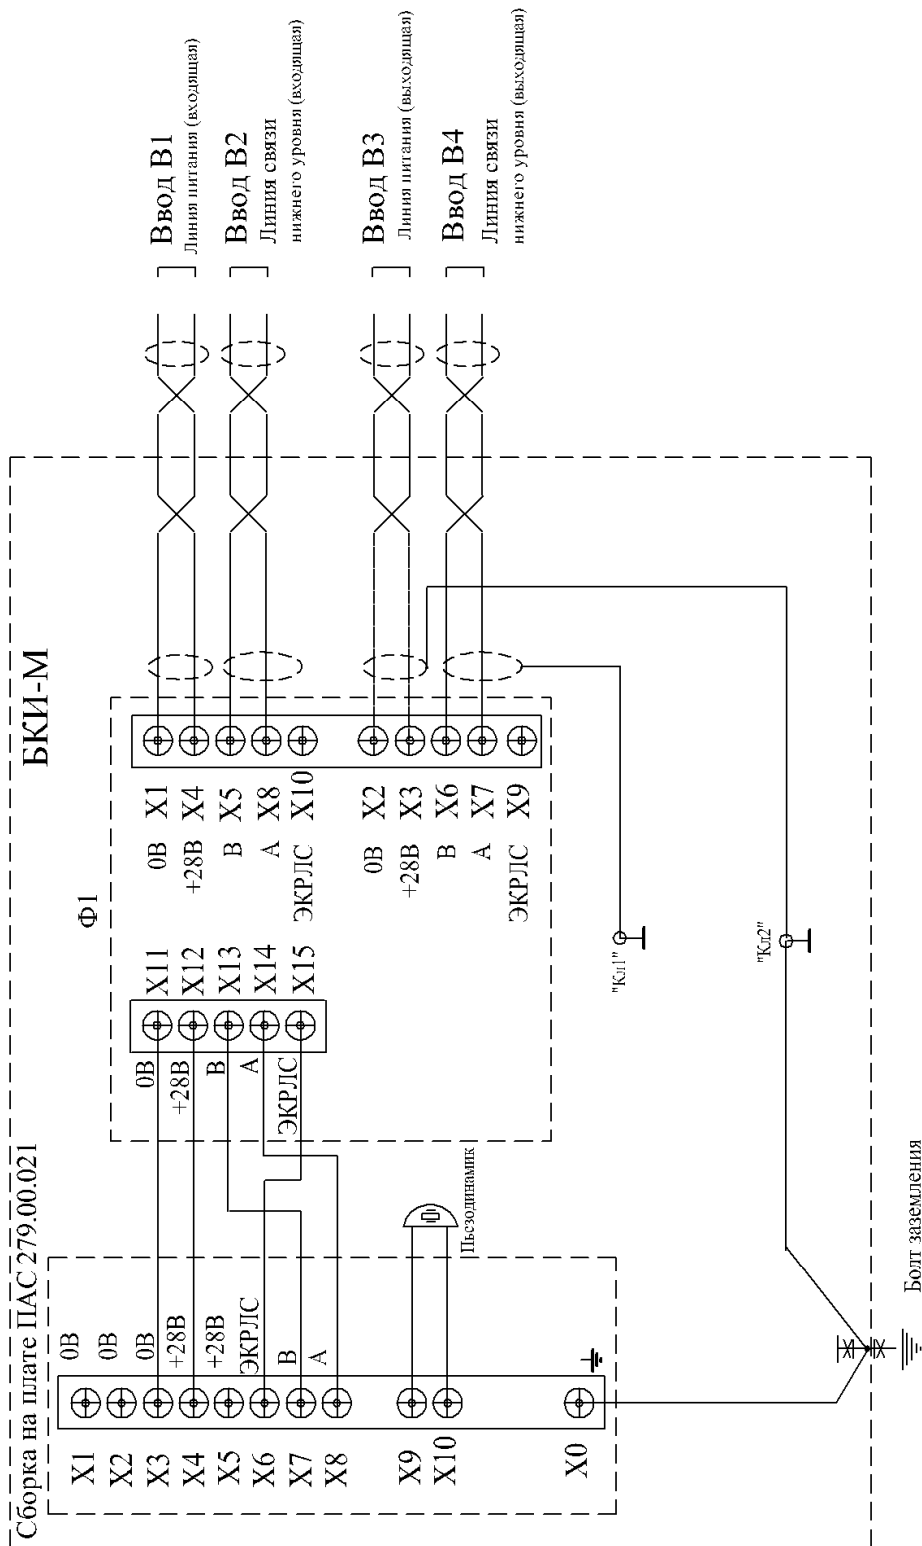 БКИ-М
Сборка на плате ПАС 279.00.021
Ф1
X1
X2
X3
X4
X5
X6
X7
X8
X9
X10
X0
0В
0В
0В
+28В
+28В
ЭКРЛС
В
А
Пьезодинамик
0В
+28В
В
А
ЭКРЛС
X11
X12
X13
X14
X15
0В
+28В
В
А
ЭКРЛС
0В
+28В
В
А
ЭКРЛС
X1
X4
X5
X8
X10
X2
X3
X6
X7
X9
Ввод В1
Линия питания (входящая)
Ввод В2
Линия связи
нижнего уровня (входящая)
Ввод В3
Линия питания (выходящая)
Ввод В4
Линия связи
нижнего уровня (выходящая)
"Кл1"
"Кл2"
Болт заземления